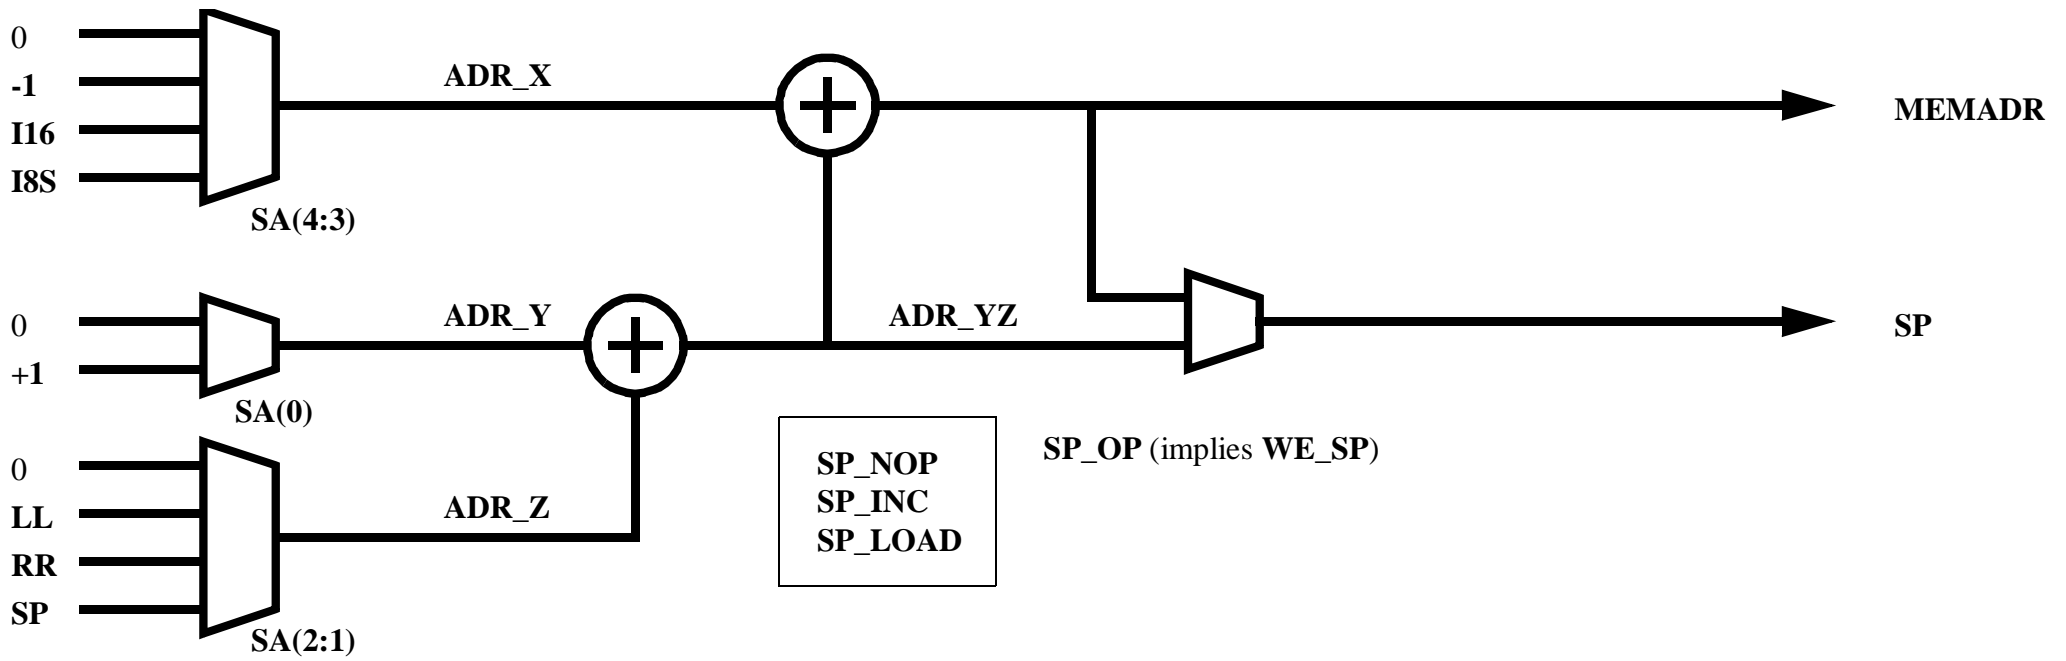 0
-1
I16
I8S
SA(4:3)
ADR_X
MEMADR
0
+1
SA(0)
ADR_Y
ADR_YZ
SP
0
LL
RR
SP
SA(2:1)
ADR_Z
SP_NOP
SP_INC
SP_LOAD
SP_OP (implies WE_SP)